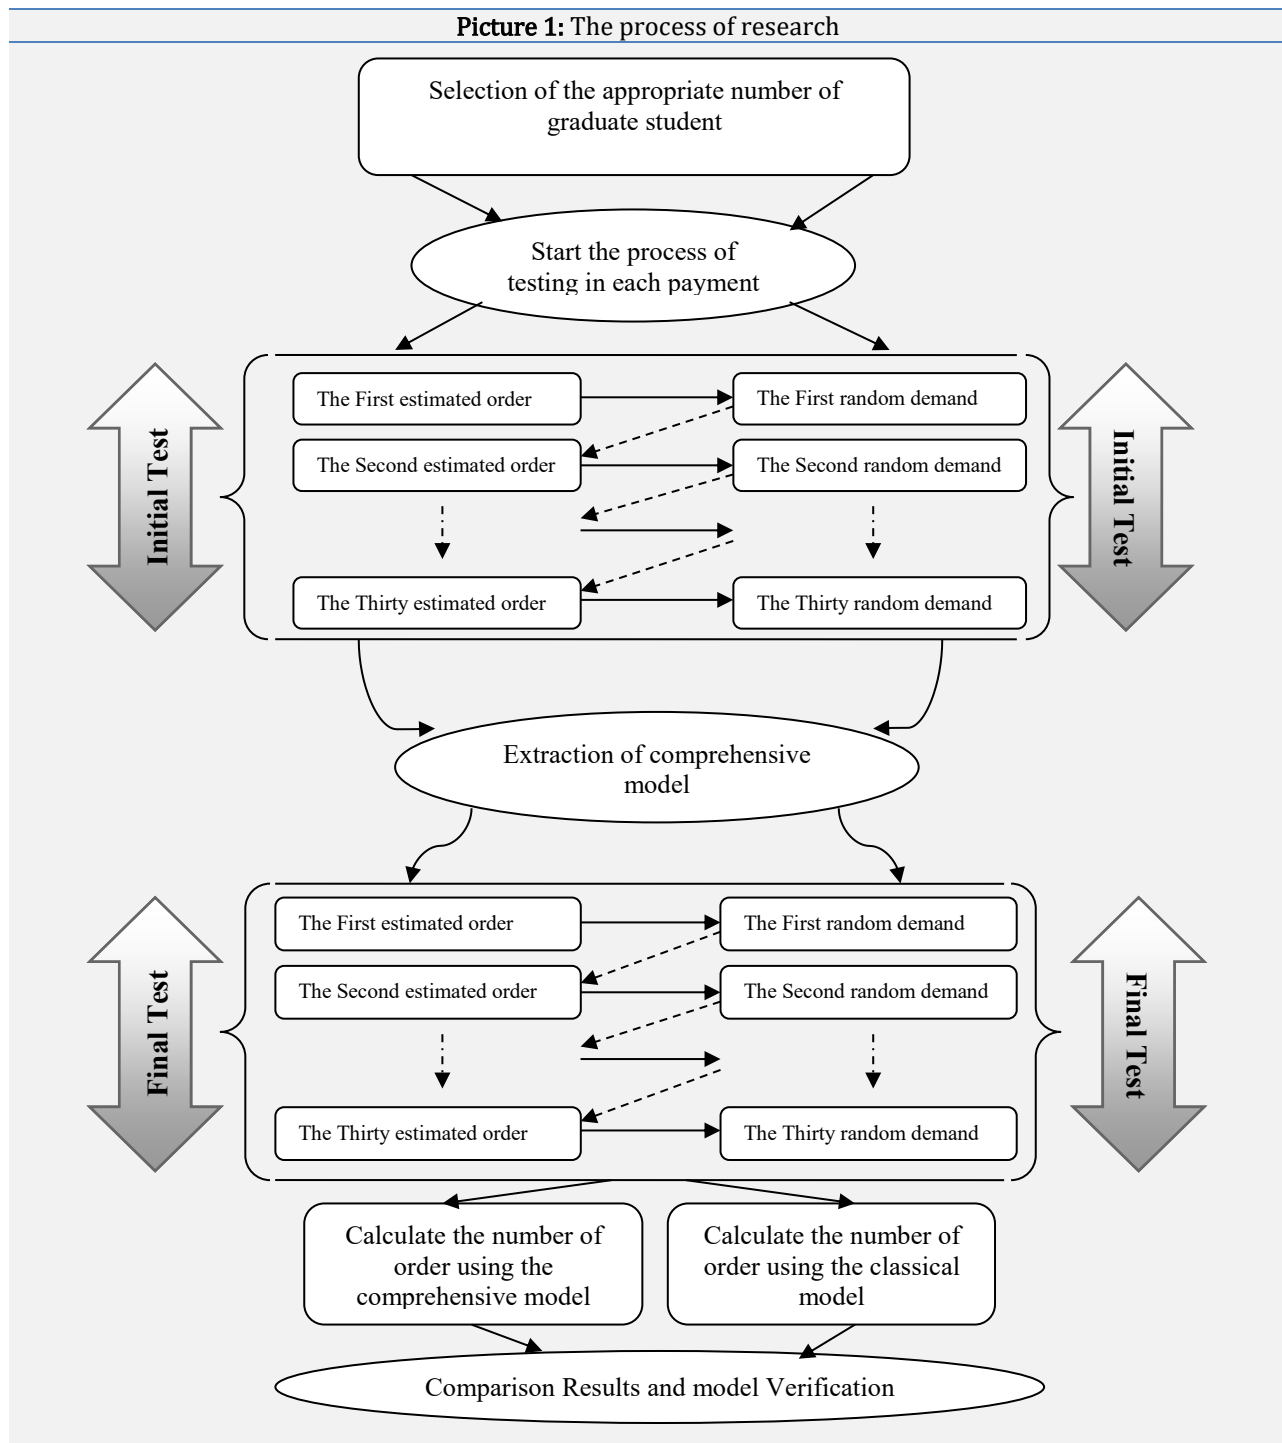 Picture 1: The process of research
Selection of the appropriate number of
graduate student
Start the process of
testing in each payment
Initial Test
The First estimated order
The First random demand
The Second estimated order
The Second random demand
The Thirty estimated order
The Thirty random demand
Initial Test
Extraction of comprehensive
model
Final Test
The First estimated order
The First random demand
The Second estimated order
The Second random demand
The Thirty estimated order
The Thirty random demand
Final Test
Calculate the number of
order using the
comprehensive model
Calculate the number of
order using the classical
model
Comparison Results and model Verification